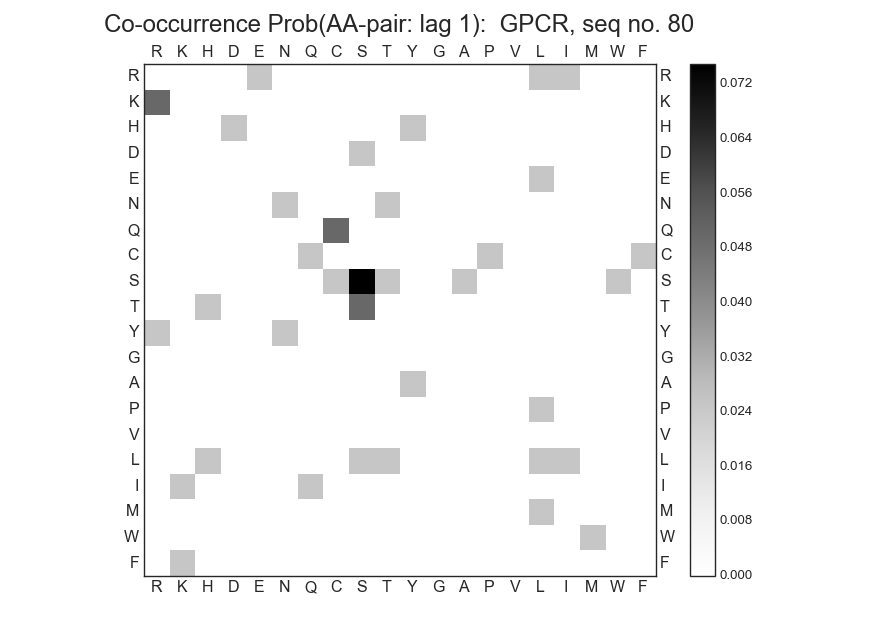 Co-occurrence Prob(AA-pair: lag 1):  GPCR, seq no. 80
R K H D E N Q C S T Y G A P V L I M W F
R R
K K
H H
D D
E E
N N
Q Q
C C
S S
T T
Y Y
G G
A A
P P
V V
L L
I I
M M
W W
F F
R K H D E N Q C S T Y G A P V L I M W F
0.072
0.064
0.056
0.048
0.040
0.032
0.024
0.016
0.008
0.000